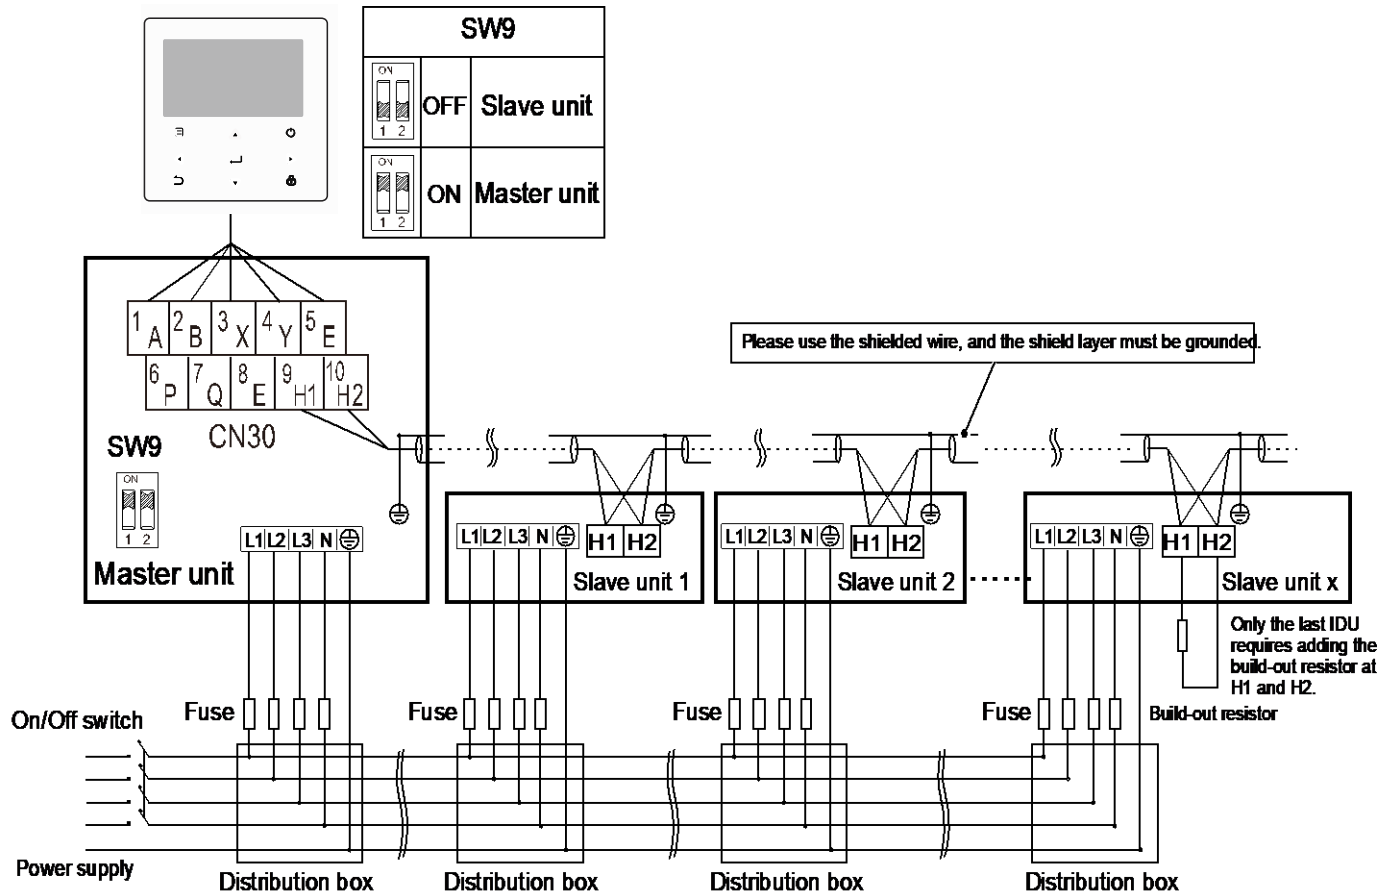 SW9
ON
1 2
OFF
Slave unit
ON
1 2
ON
Master unit
1 A 2 B 3 X 4 Y 5 E
6 P 7 Q 8 E 9 H1 10 H2
CN30
SW9
ON
1 2
L1 L2 L3 N
Master unit
Please use the shielded wire, and the shield layer must be grounded.
L1 L2 L3 N
H1 H2
Slave unit 1
L1 L2 L3 N
H1 H2
Slave unit 2
L1 L2 L3 N
H1 H2
Slave unit x
Only the last IDU
requires adding the
build-out resistor at
H1 and H2.
Build-out resistor
On/Off switch
Fuse
Fuse
Fuse
Fuse
Power supply
Distribution box
Distribution box
Distribution box
Distribution box